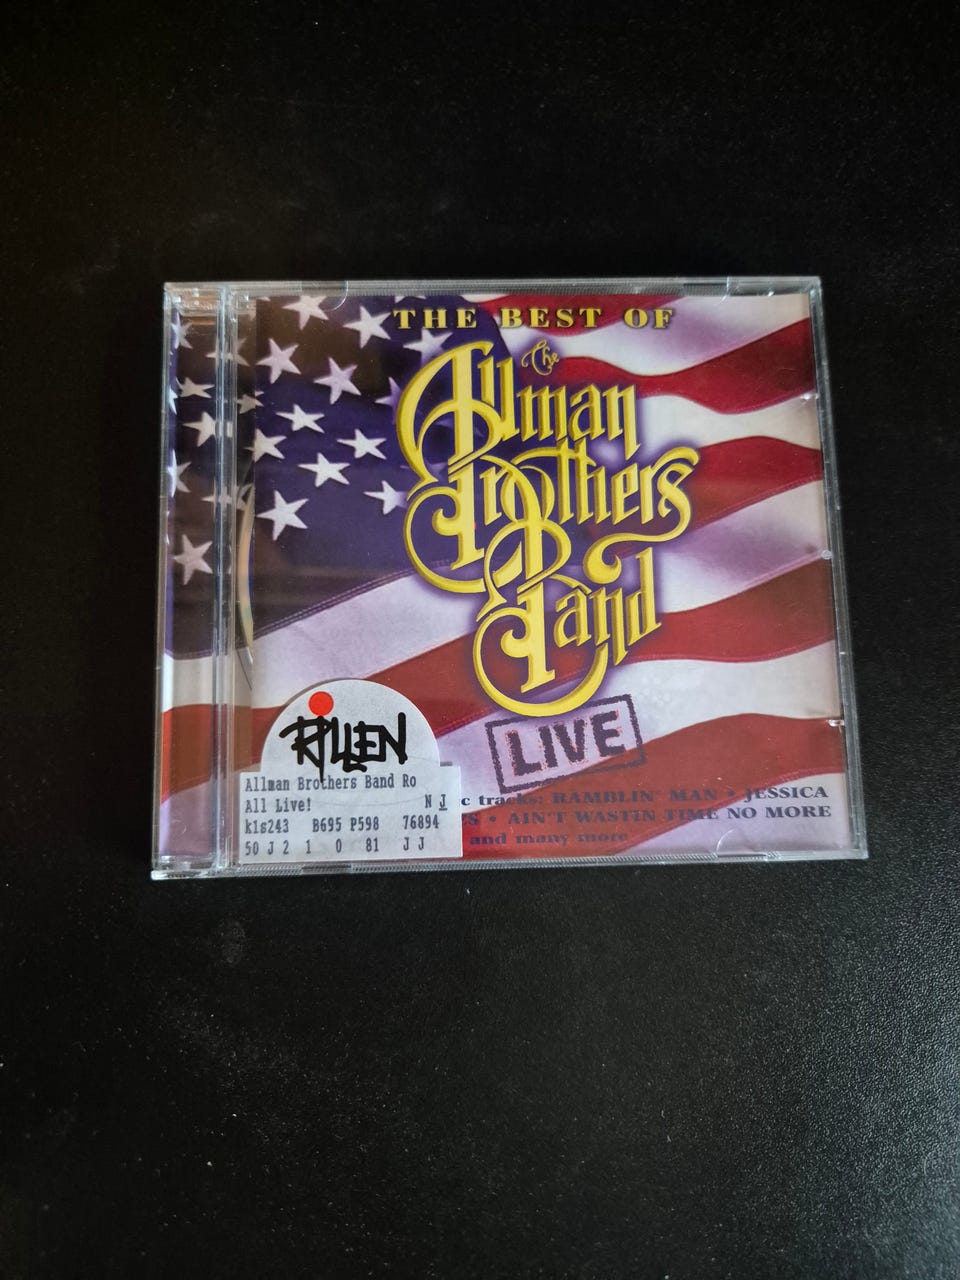 THE BEST OF
The
Allman
Brothers
Band
LIVE
RILLEN
Allman Brothers Band Ro
All Live! N J
k1s243 B695 P598 76894
50 J 2 1 0 81 J J
tracks: RAMBLIN' MAN • JESSICA
• AIN'T WASTIN TIME NO MORE
and many more